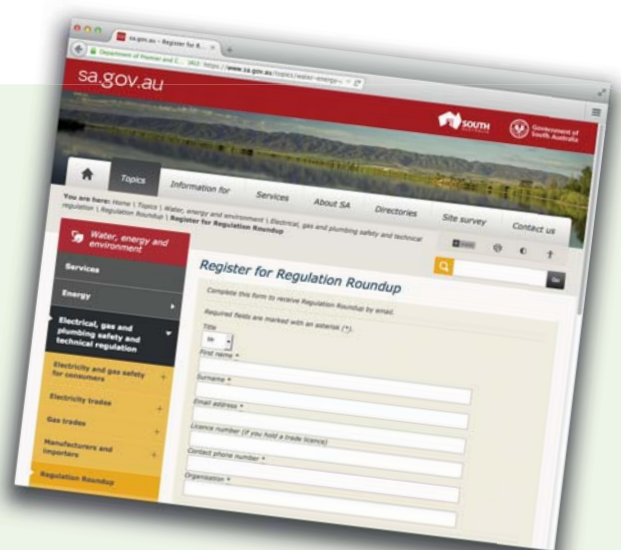 sa.gov.au – Register for R...
Department of Premier and C... (AU) https://www.sa.gov.au/topics/water-energy-
sa.gov.au
SOUTH AUSTRALIA
Government of South Australia
Topics
Information for
Services
About SA
Directories
Site survey
Contact us
You are here: Home \ Topics \ Water, energy and environment \ Electrical, gas and plumbing safety and technical
regulation \ Regulation Roundup \ Register for Regulation Roundup
Water, energy and
environment
Services
Energy
Electrical, gas and
plumbing safety and
technical regulation
Electricity and gas safety
for consumers
Electricity trades
Gas trades
Manufacturers and
importers
Regulation Roundup
Go
Register for Regulation Roundup
Complete this form to receive Regulation Roundup by email.
Required fields are marked with an asterisk (*).
Title
First name *
Surname *
Email address *
Licence number (if you hold a trade licence)
Contact phone number *
Organisation *